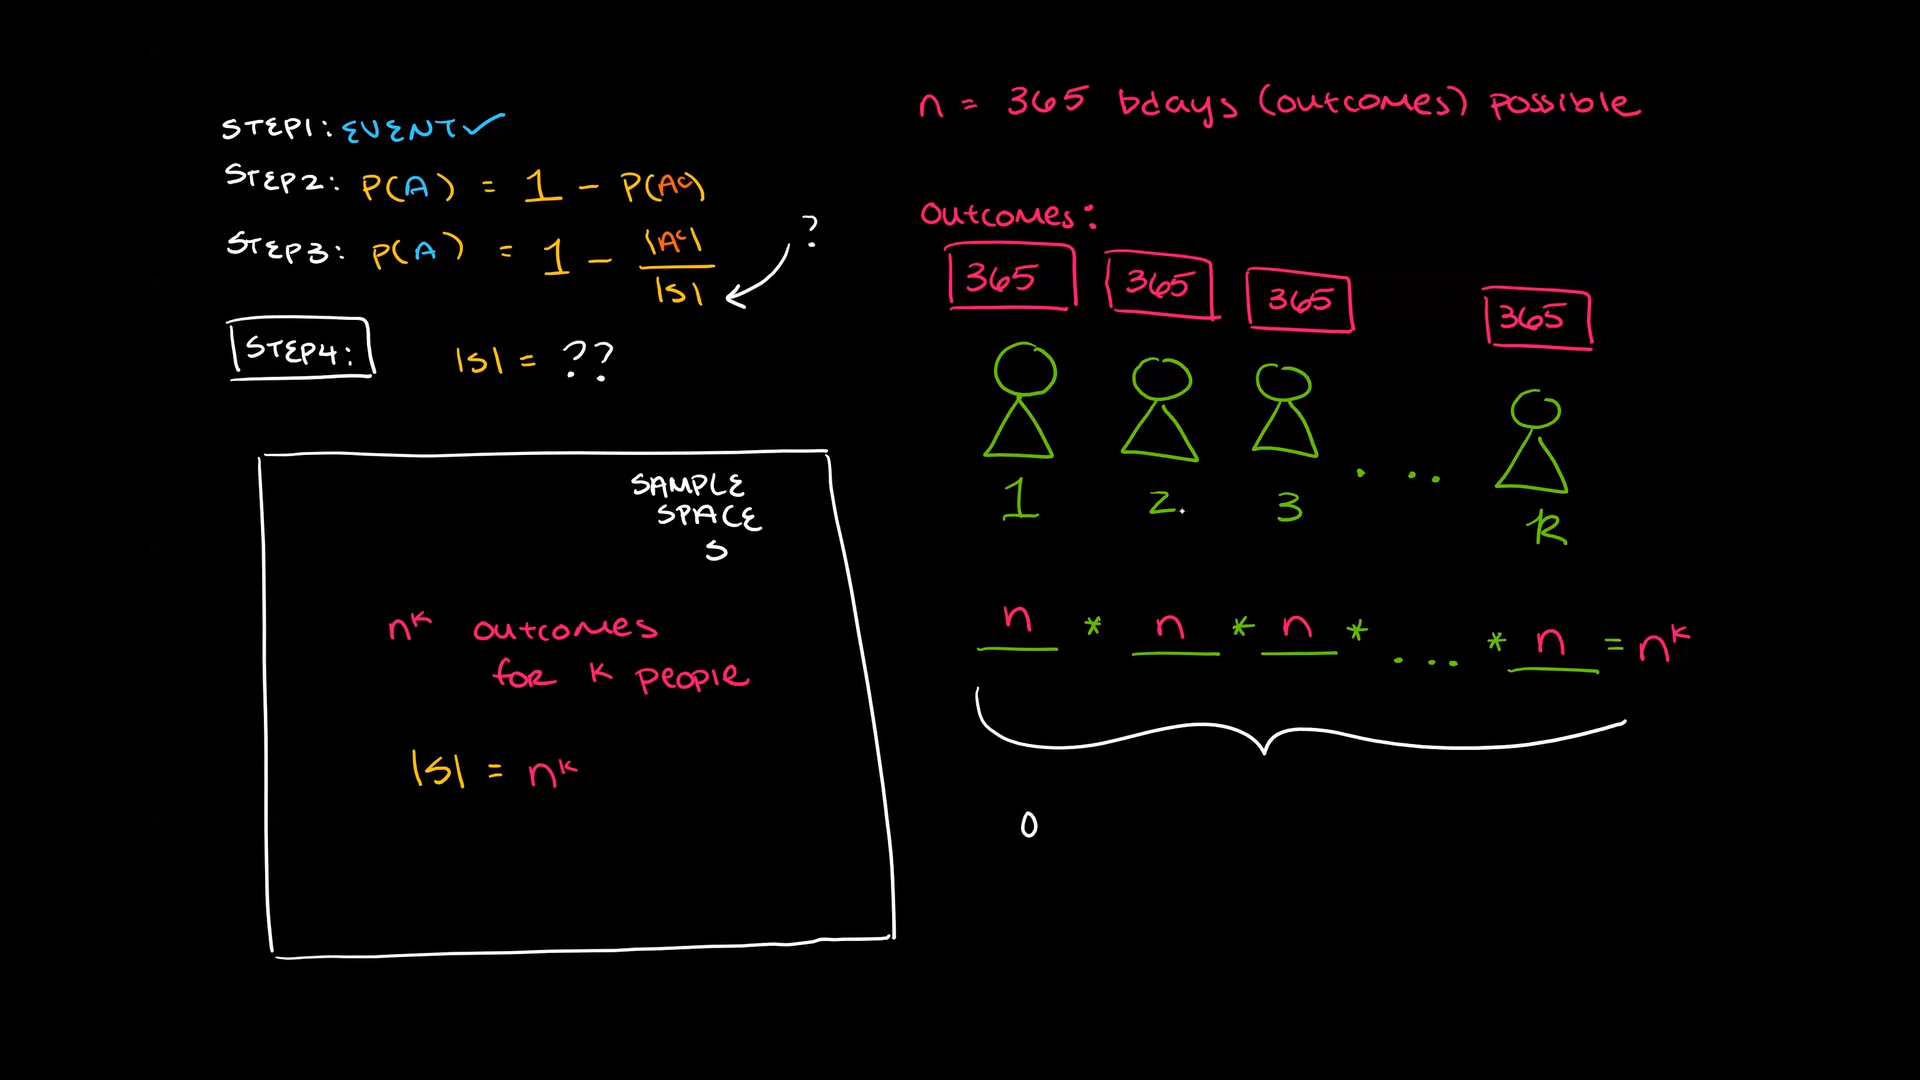 STEP1: EVENT✓
STEP2: P(A) = 1 - P(Aᶜ)
STEP3: P(A) = 1 - |Aᶜ| / |S|
?
STEP4: |S| = ??
SAMPLE
SPACE
S
nᵏ outcomes
for k people
|S| = nᵏ
n = 365 bdays (outcomes) possible
outcomes:
365 365 365 365
1 2. 3 . .. k
n * n * n * .... * n = nᵏ
0